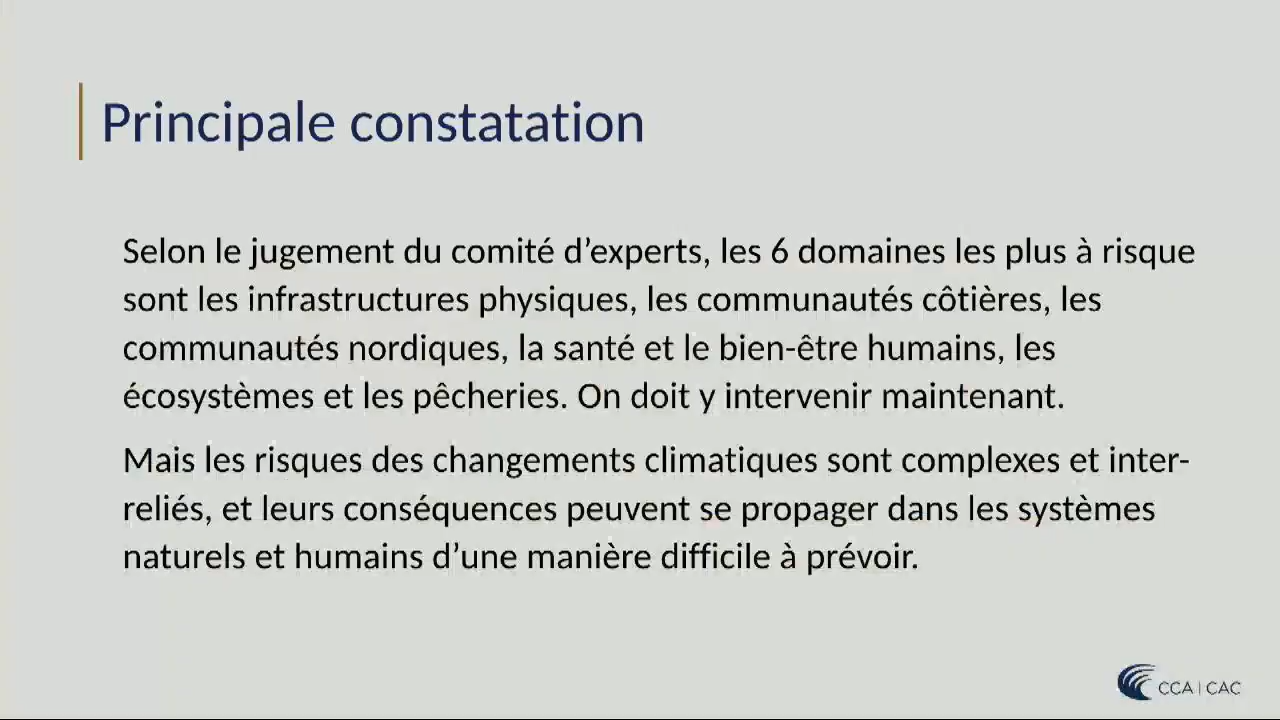 Principale constatation
Selon le jugement du comité d’experts, les 6 domaines les plus à risque
sont les infrastructures physiques, les communautés côtières, les
communautés nordiques, la santé et le bien-être humains, les
écosystèmes et les pêcheries. On doit y intervenir maintenant.
Mais les risques des changements climatiques sont complexes et inter-
reliés, et leurs conséquences peuvent se propager dans les systèmes
naturels et humains d’une manière difficile à prévoir.
CCA | CAC